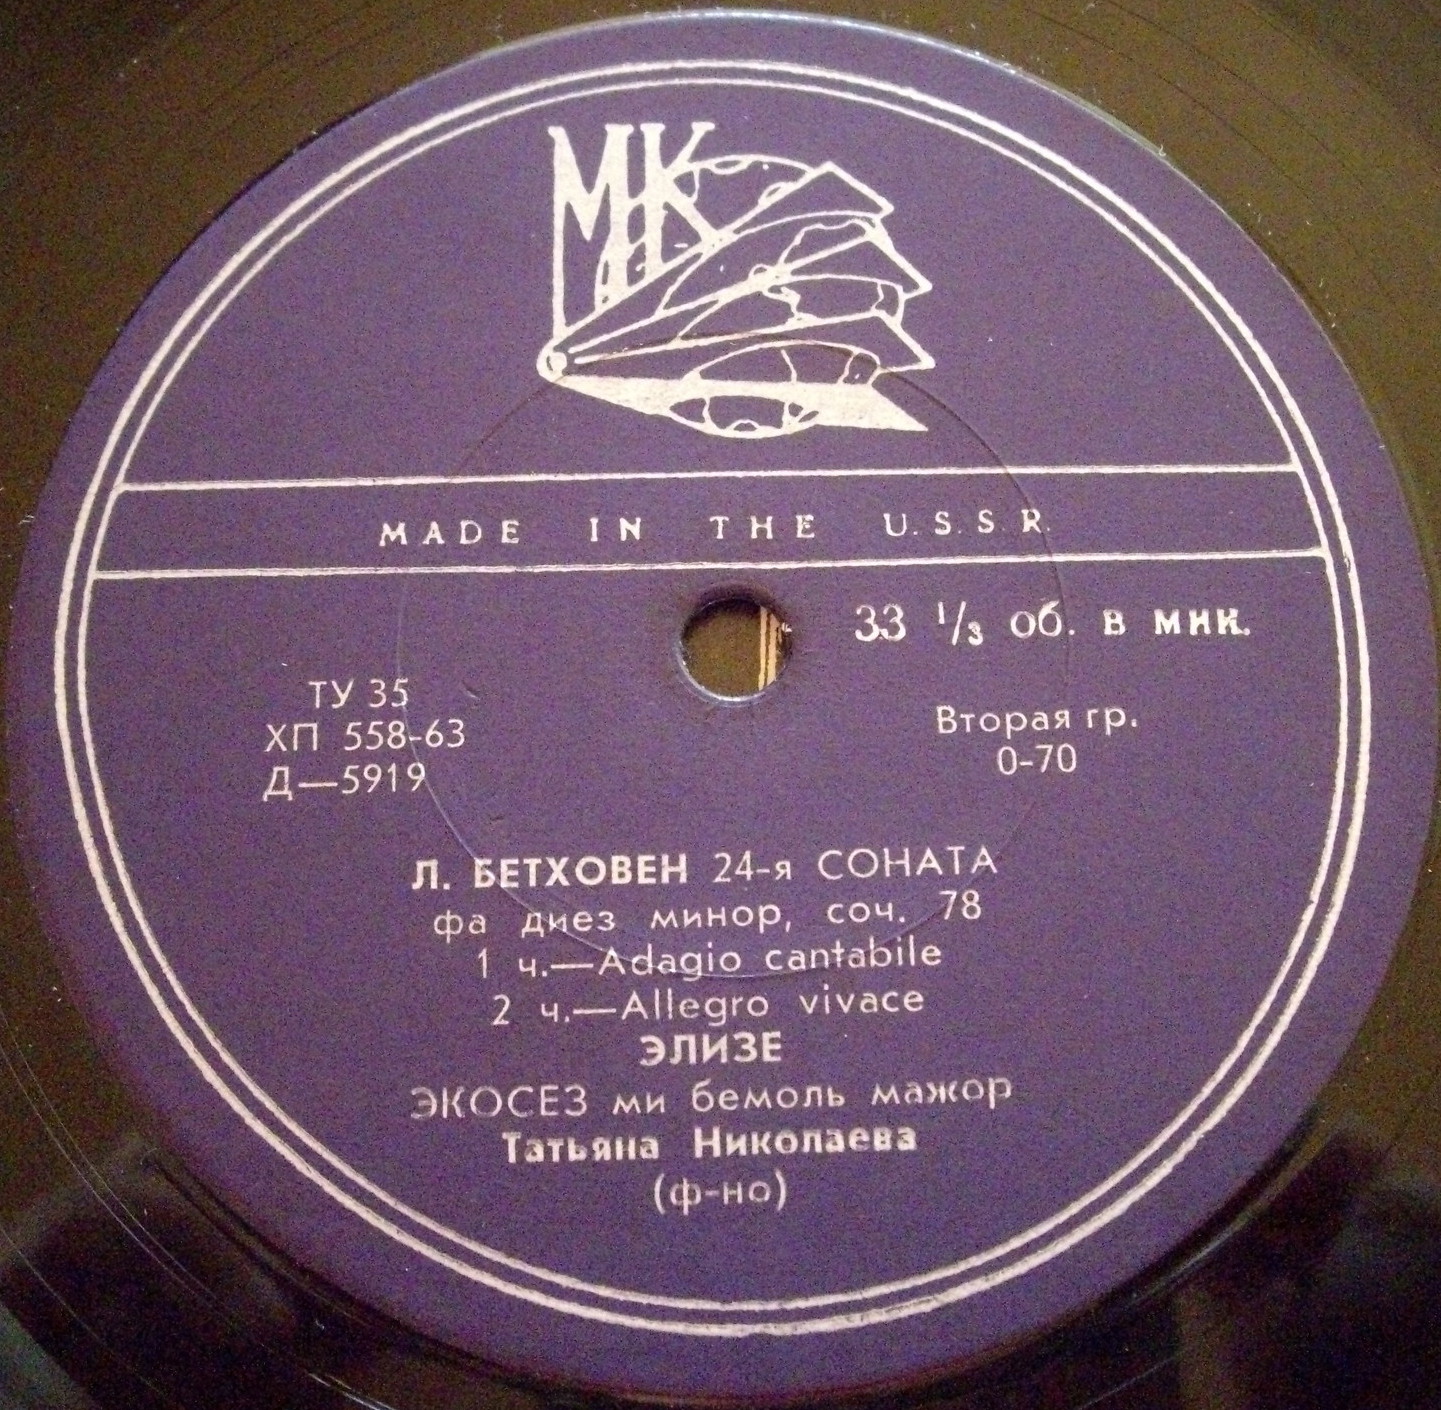 МК
MADE IN THE U.S.S.R.
33 1/3 об. в мин.
ТУ 35
ХП 558-63
Д—5919
Вторая гр.
0-70
Л. БЕТХОВЕН 24-я СОНАТА
фа диез минор, соч. 78
1 ч.—Adagio cantabile
2 ч.—Allegro vivace
ЭЛИЗЕ
ЭКОСЕЗ ми бемоль мажор
Татьяна Николаева
(ф-но)